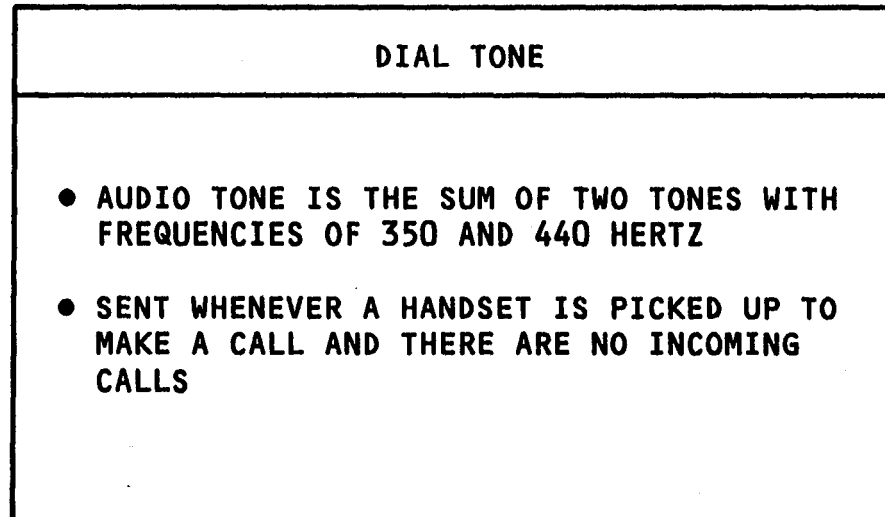 DIAL TONE
● AUDIO TONE IS THE SUM OF TWO TONES WITH
FREQUENCIES OF 350 AND 440 HERTZ
● SENT WHENEVER A HANDSET IS PICKED UP TO
MAKE A CALL AND THERE ARE NO INCOMING
CALLS